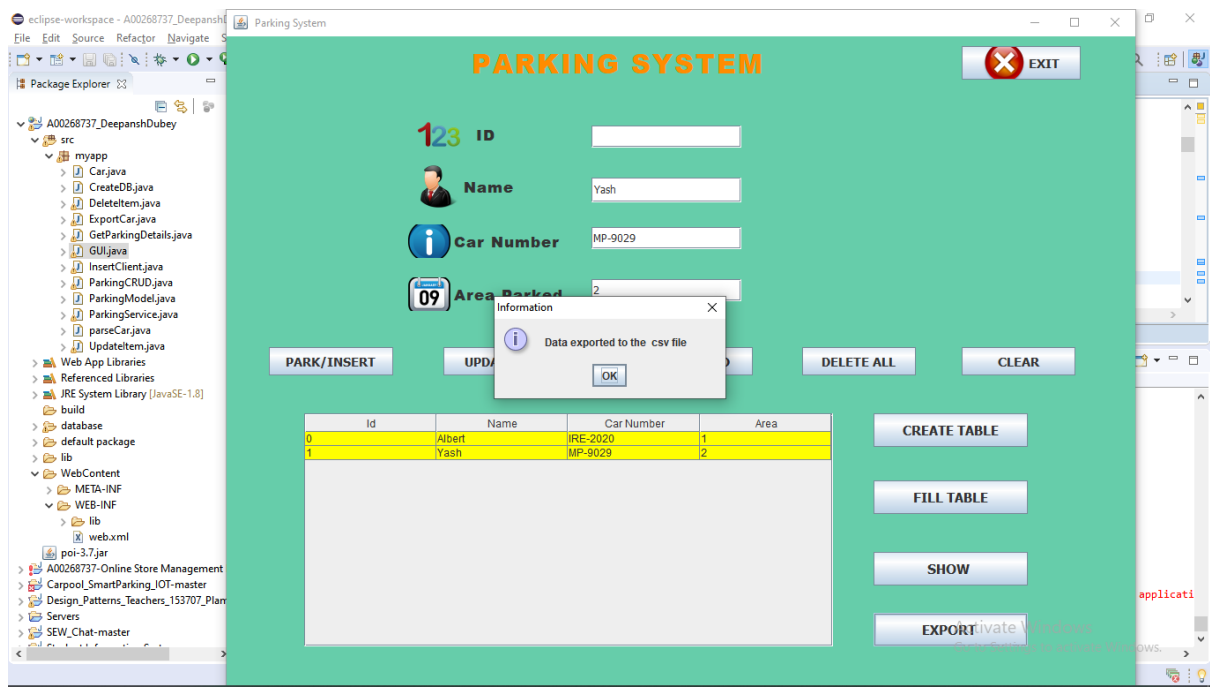 eclipse-workspace - A00268737_Deepansh
Parking System
File Edit Source Refactor Navigate S
PARKING SYSTEM
EXIT
Package Explorer
A00268737_DeepanshDubey
src
myapp
Car.java
CreateDB.java
DeleteItem.java
ExportCar.java
GetParkingDetails.java
GUI.java
InsertClient.java
ParkingCRUD.java
ParkingModel.java
ParkingService.java
parseCar.java
UpdateItem.java
Web App Libraries
Referenced Libraries
JRE System Library [JavaSE-1.8]
build
database
default package
lib
WebContent
META-INF
WEB-INF
lib
web.xml
poi-3.7.jar
A00268737-Online Store Management
Carpool_SmartParking_IOT-master
Design_Patterns_Teachers_153707_Plan
Servers
SEW_Chat-master
123 ID
Name Yash
Car Number MP-9029
09 Area Parked 2
Information
Data exported to the csv file
OK
PARK/INSERT
UPDA
DELETE ALL
CLEAR
Id Name Car Number Area
0 Albert IRE-2020 1
1 Yash MP-9029 2
CREATE TABLE
FILL TABLE
SHOW
EXPORT
applicati